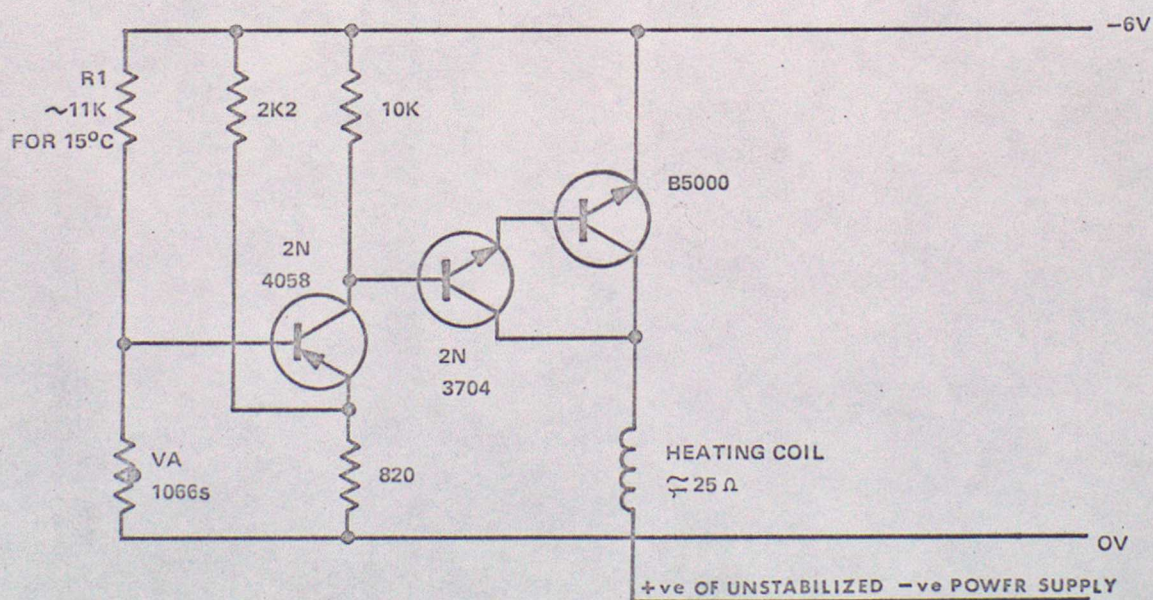 −6V
R1
~11K
FOR 15°C
2K2
10K
B5000
2N
4058
2N
3704
VA
1066s
820
HEATING COIL
≂ 25 Ω
0V
+ve OF UNSTABILIZED −ve POWER SUPPLY